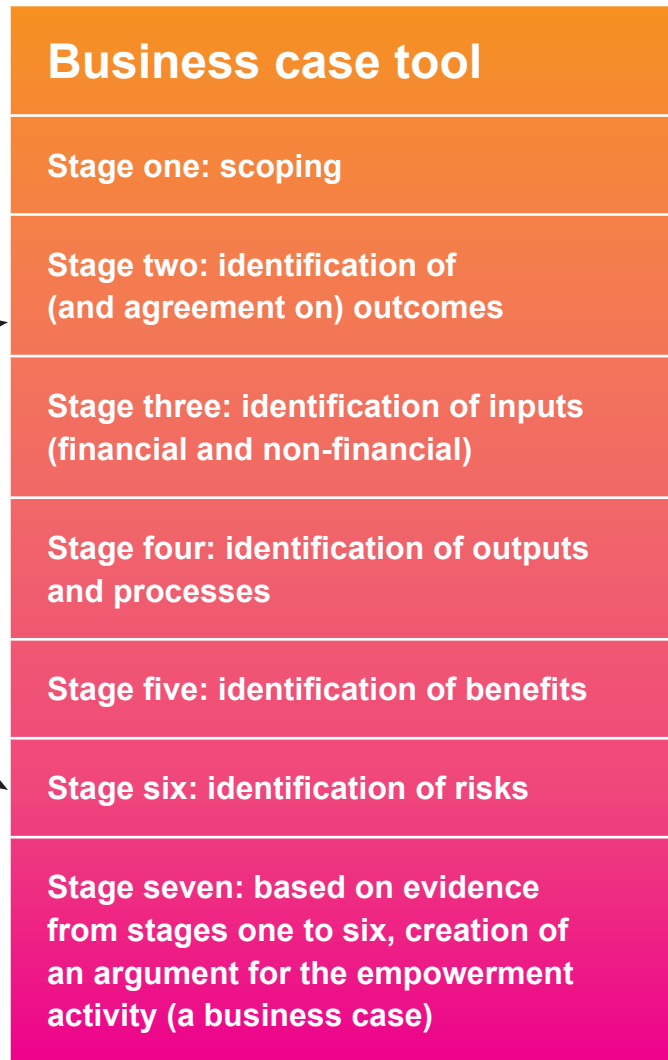 Business case tool
Stage one: scoping
Stage two: identification of
(and agreement on) outcomes
Stage three: identification of inputs
(financial and non-financial)
Stage four: identification of outputs
and processes
Stage five: identification of benefits
Stage six: identification of risks
Stage seven: based on evidence
from stages one to six, creation of
an argument for the empowerment
activity (a business case)